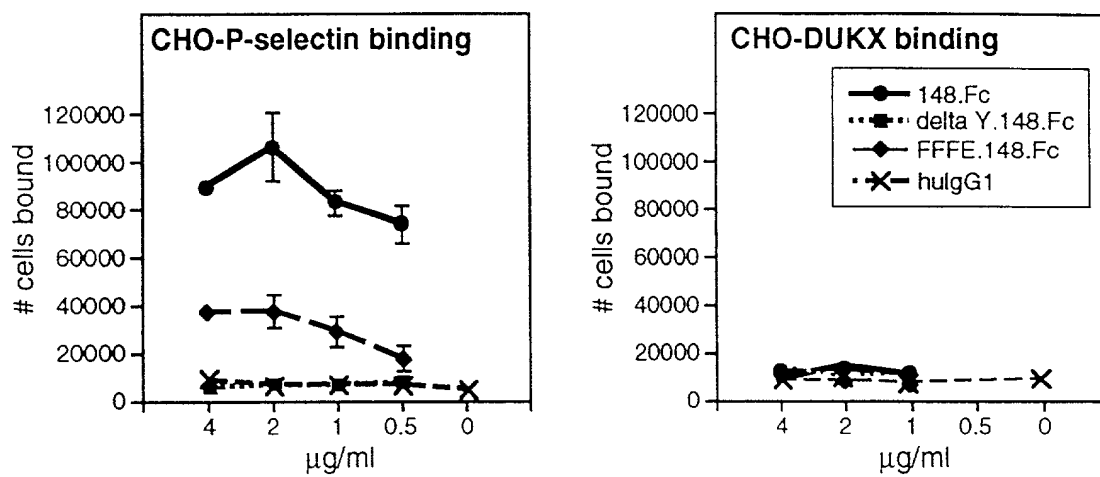 CHO-P-selectin binding
# cells bound
120000
100000
80000
60000
40000
20000
0
4 2 1 0.5 0
µg/ml
CHO-DUKX binding
148.Fc
delta Y.148.Fc
FFFE.148.Fc
huIgG1
# cells bound
120000
100000
80000
60000
40000
20000
0
4 2 1 0.5 0
µg/ml